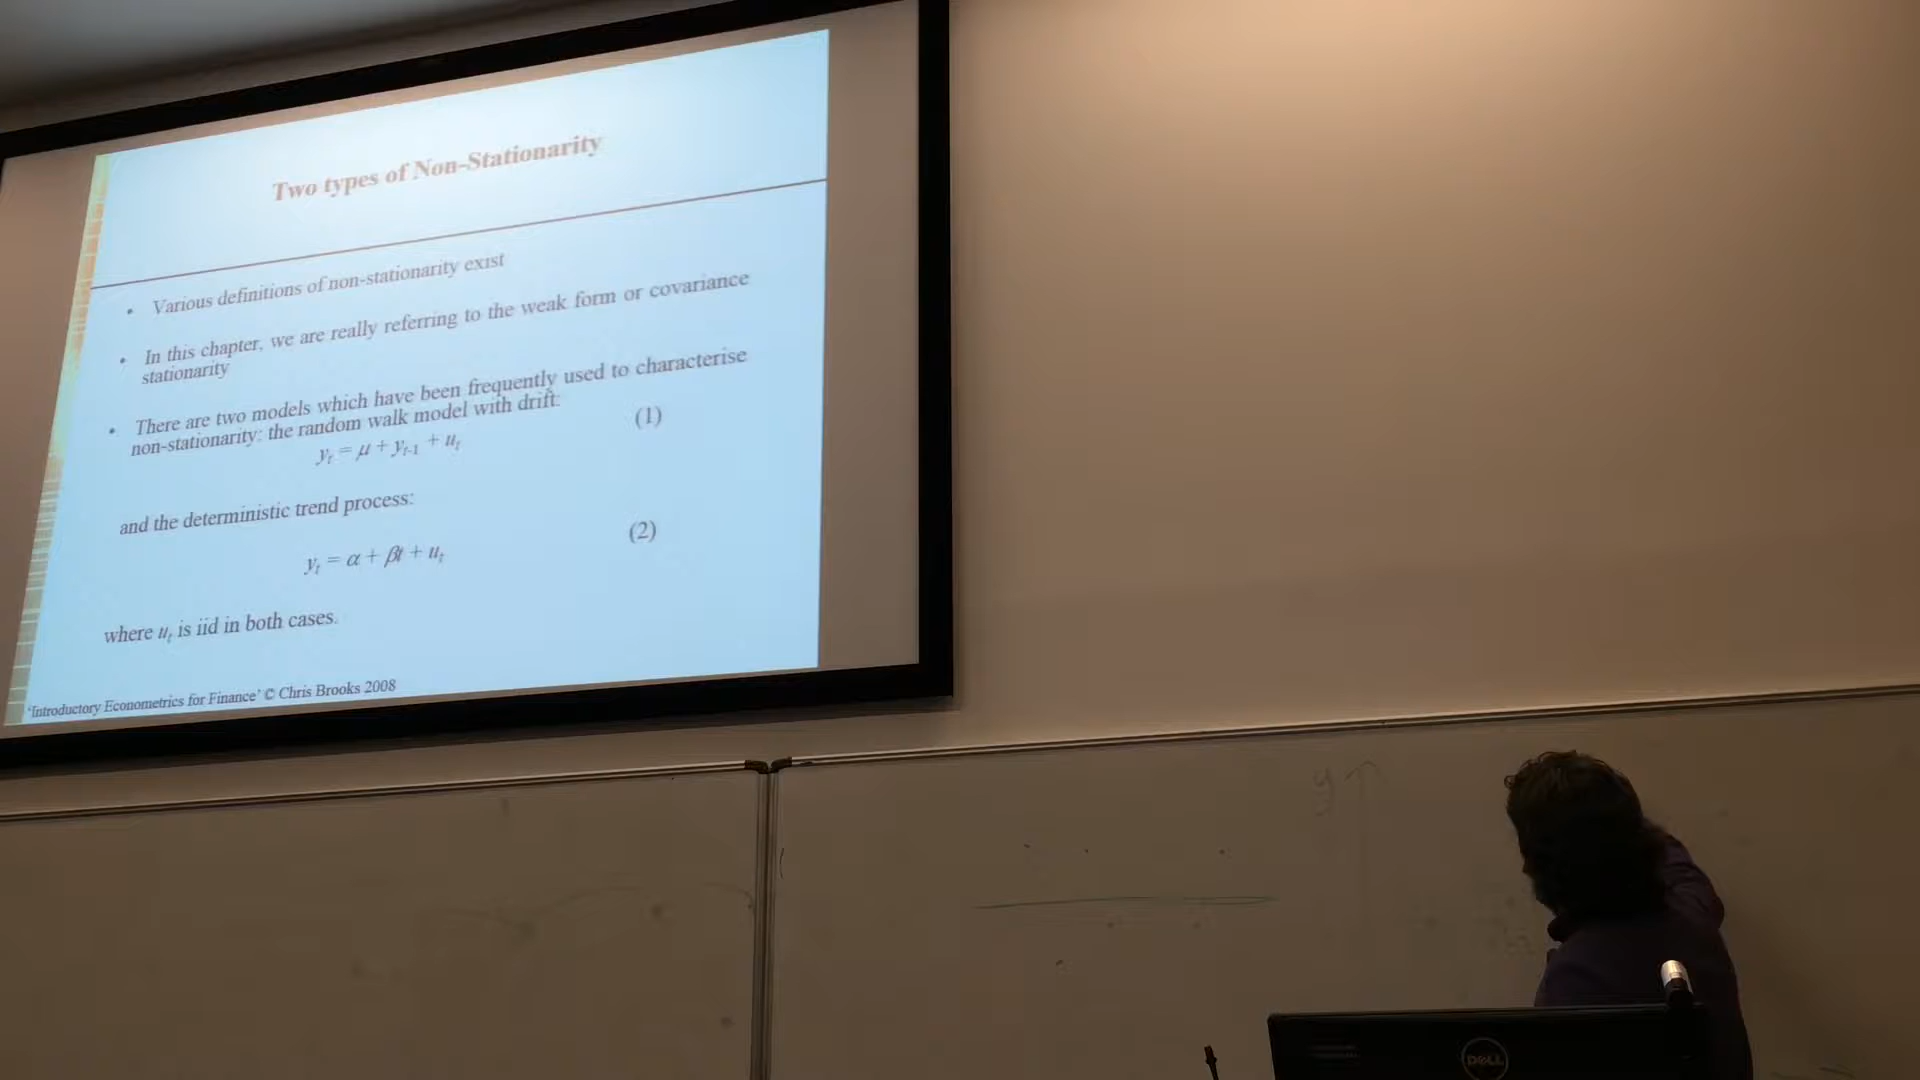 Two types of Non-Stationarity
• Various definitions of non-stationarity exist
• In this chapter, we are really referring to the weak form or covariance
stationarity
• There are two models which have been frequently used to characterise
non-stationarity: the random walk model with drift:
yₜ = μ + yₜ₋₁ + uₜ (1)
and the deterministic trend process:
yₜ = α + βt + uₜ (2)
where uₜ is iid in both cases.
‘Introductory Econometrics for Finance’ © Chris Brooks 2008
y
DELL